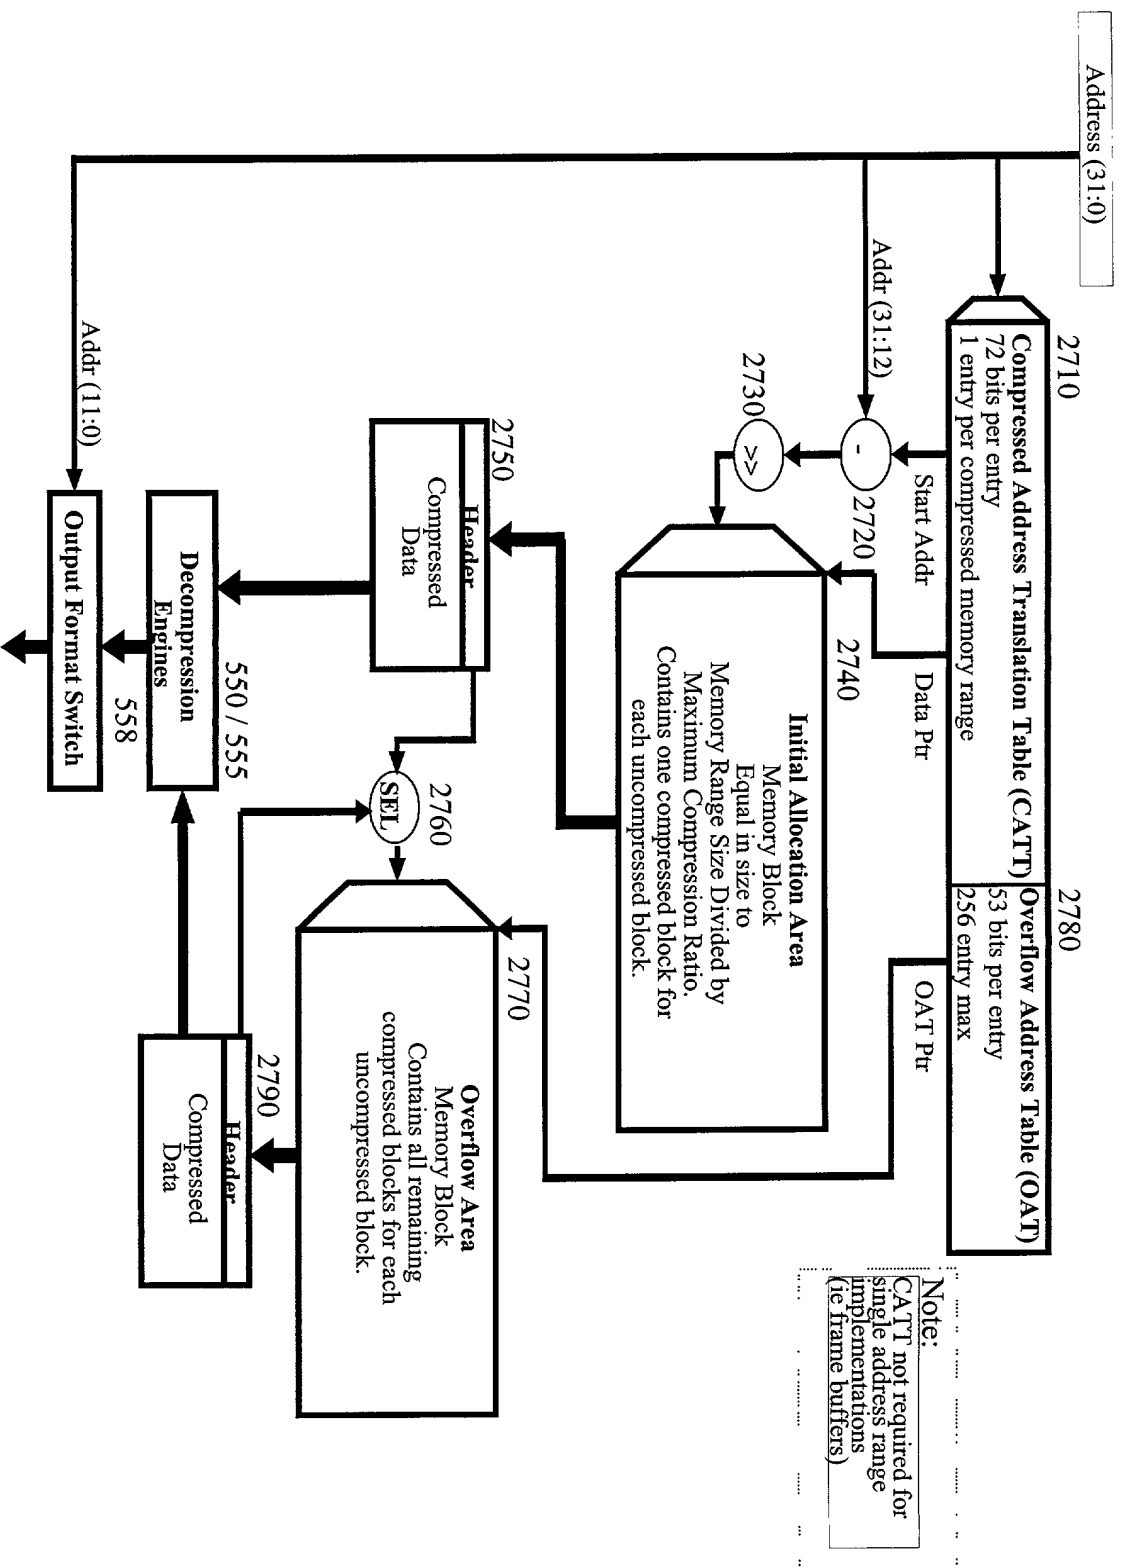 Address (31:0)
2710
Compressed Address Translation Table (CATT)
72 bits per entry
1 entry per compressed memory range
2780
Overflow Address Table (OAT)
53 bits per entry
256 entry max
Note:
CATT not required for
single address range
implementations
(ie frame buffers)
Addr (31:12)
-
2720
Start Addr
Data Ptr
OAT Ptr
2730
>>
2740
Initial Allocation Area
Memory Block
Equal in size to
Memory Range Size Divided by
Maximum Compression Ratio.
Contains one compressed block for
each uncompressed block.
2750
Header
Compressed
Data
2760
SEL
2770
Overflow Area
Memory Block
Contains all remaining
compressed blocks for each
uncompressed block.
2790
Header
Compressed
Data
550 / 555
Decompression
Engines
558
Addr (11:0)
Output Format Switch